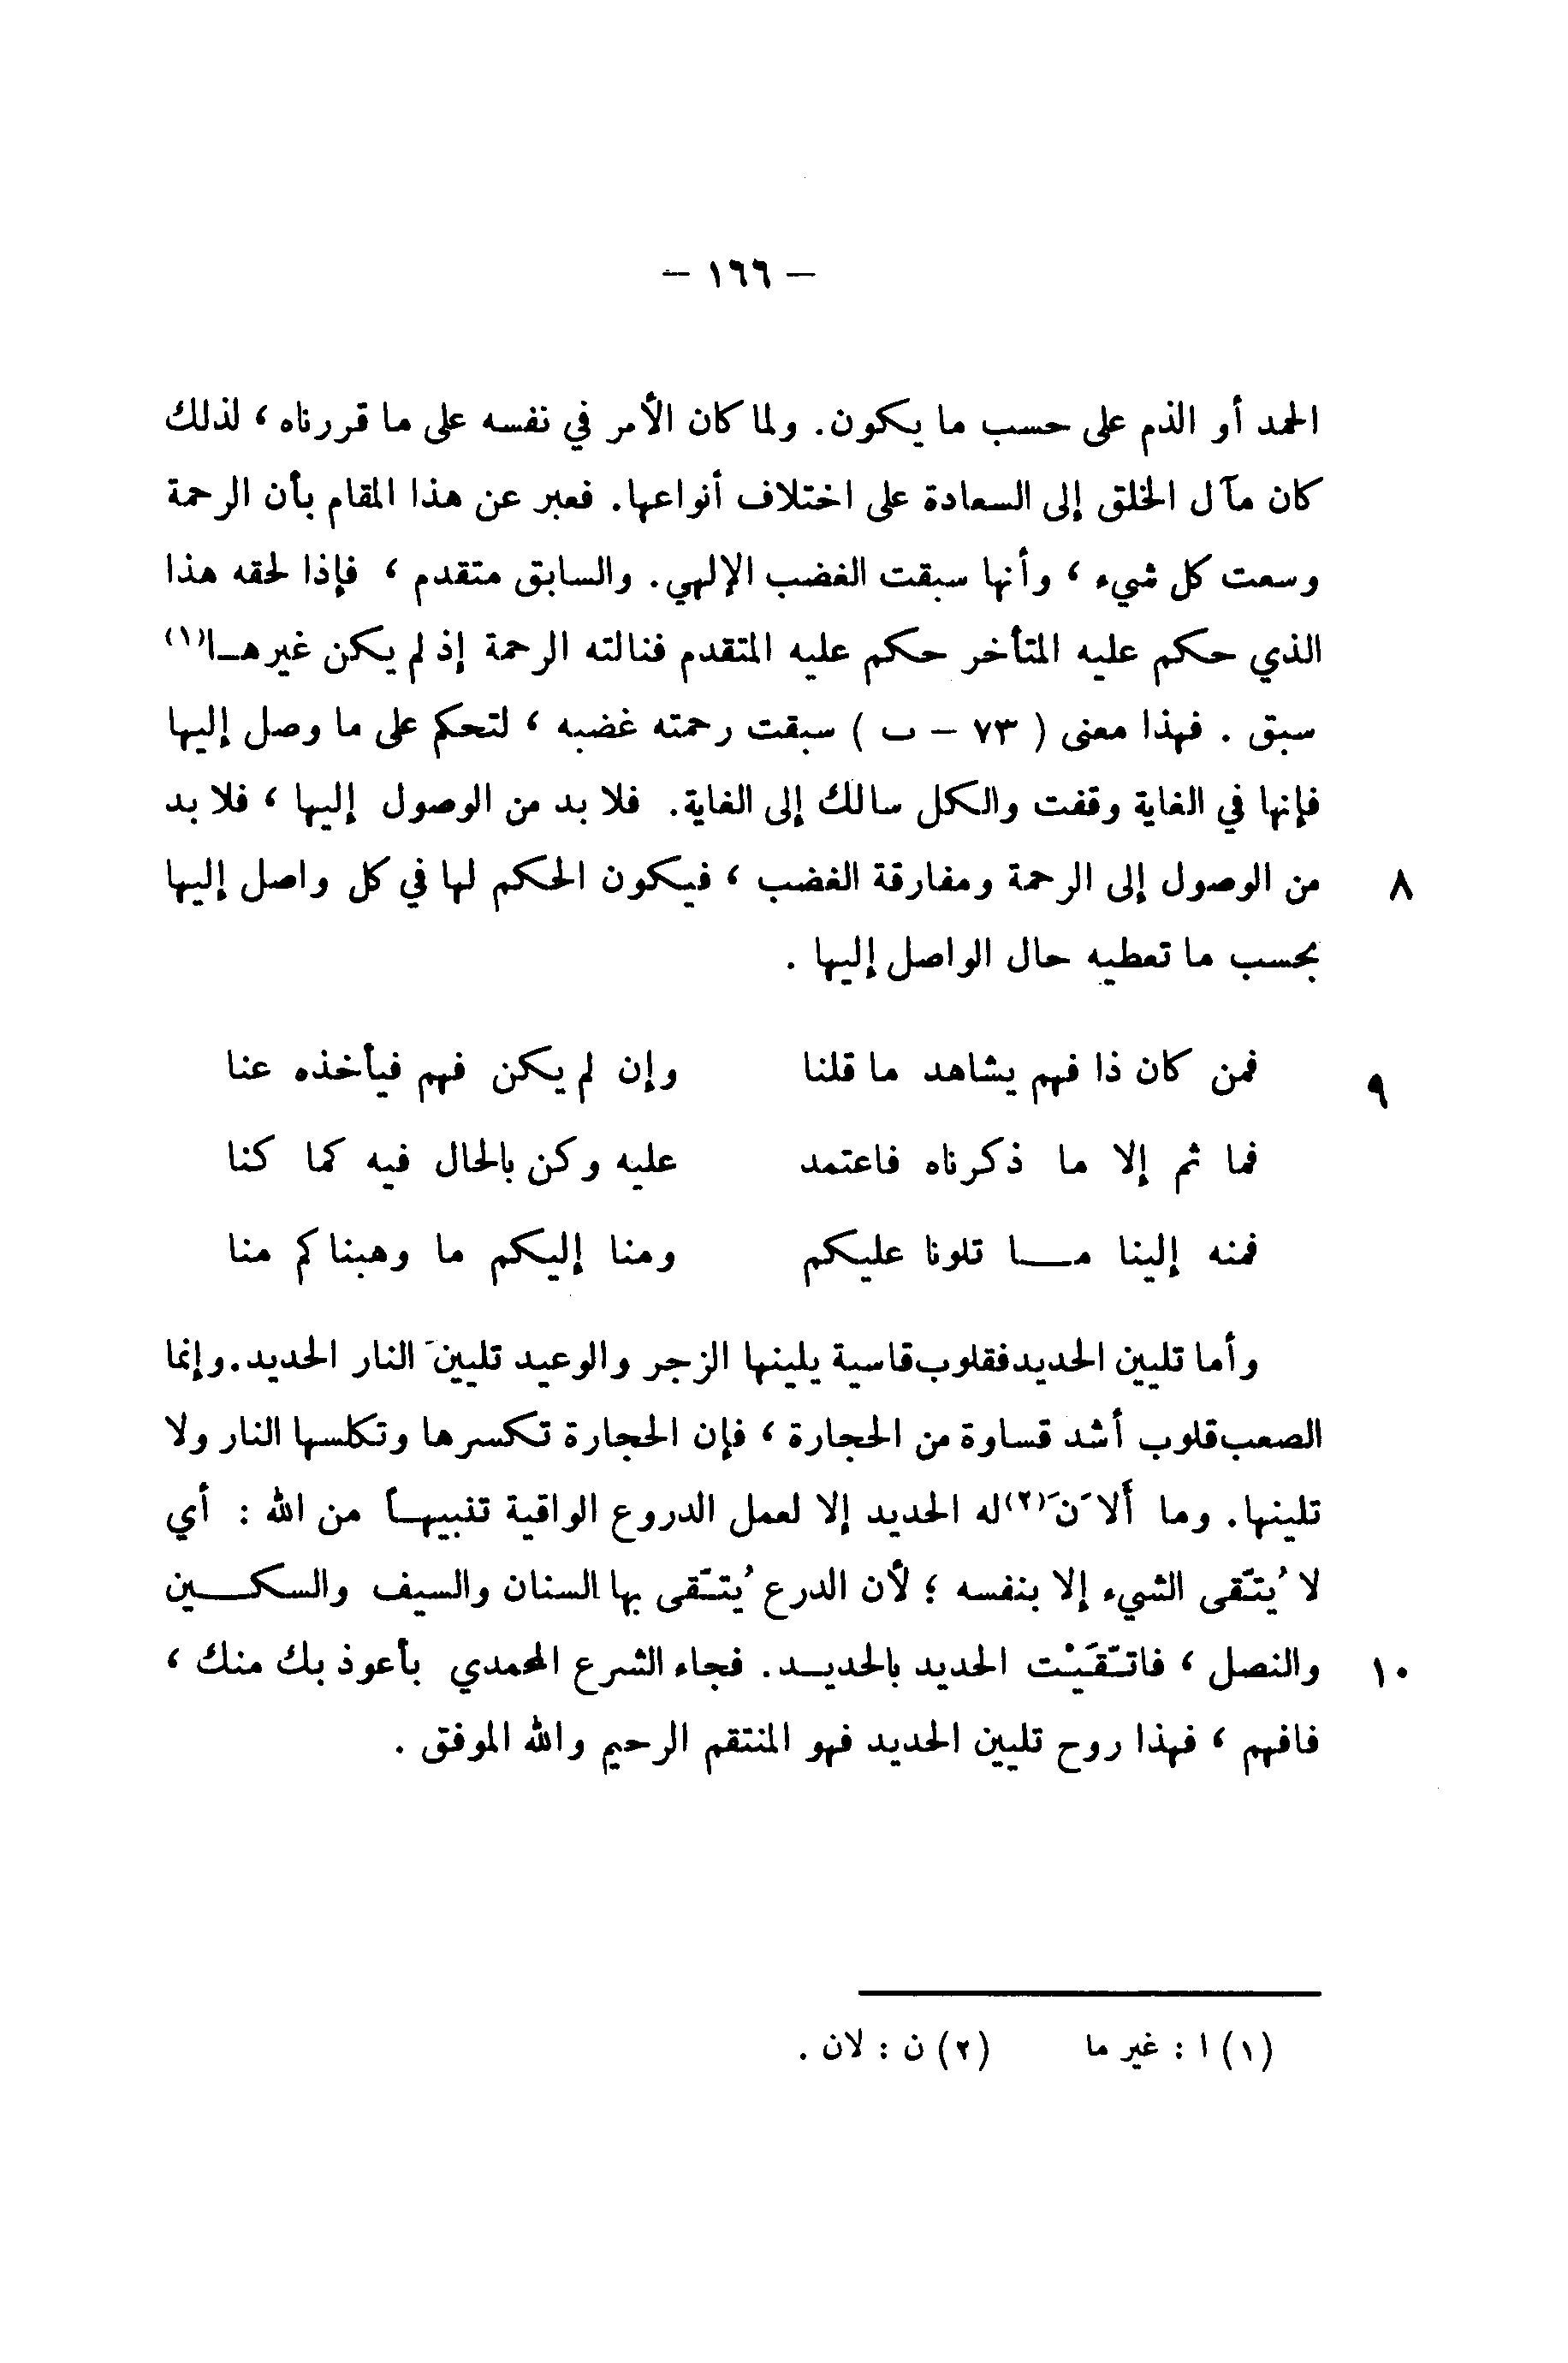 — ١٦٦ —
الحمد أو الذم على حسب ما يكون. ولما كان الأمر في نفسه على ما قررناه ، لذلك
كان مآل الخلق إلى السعادة على اختلاف أنواعها. فعبر عن هذا المقام بأن الرحمة
وسعت كل شيء ، وأنها سبقت الغضب الإلهي. والسابق متقدم ، فإذا لحقه هذا
الذي حكم عليه المتأخر حكم عليه المتقدم فنالته الرحمة إذ لم يكن غيرهـا(١)
سبق . فهذا معنى ( ٧٣ – ب ) سبقت رحمته غضبه ، لتحكم على ما وصل إليها
فإنها في الغاية وقفت والكل سالك إلى الغاية. فلا بد من الوصول إليها ، فلا بد
٨ من الوصول إلى الرحمة ومفارقة الغضب ، فيكون الحكم لها في كل واصل إليها
بحسب ما تعطيه حال الواصل إليها .
٩ فمن كان ذا فهم يشاهد ما قلنا وإن لم يكن فهم فيأخذه عنا
فما ثم إلا ما ذكرناه فاعتمد عليه وكن بالحال فيه كما كنا
فمنه إلينا مـــا تلونا عليكم ومنا إليكم ما وهبناكم منا
وأما تليين الحديد فقلوب قاسية يلينها الزجر والوعيد تليينَ النار الحديد. وإنما
الصعب قلوب أشد قساوة من الحجارة ، فإن الحجارة تكسرها وتكلسها النار ولا
تلينها. وما ألَانَ(٢) له الحديد إلا لعمل الدروع الواقية تنبيهـاً من الله : أي
لا يُتَّقى الشيء إلا بنفسه ؛ لأن الدرع يُتَّقى بها السنان والسيف والسكـــين
١٠ والنصل ، فاتَّقَيْت الحديد بالحديـد. فجاء الشرع المحمدي بأعوذ بك منك ،
فافهم ، فهذا روح تليين الحديد فهو المنتقم الرحيم والله الموفق .
(١) ا : غير ما (٢) ن : لان .